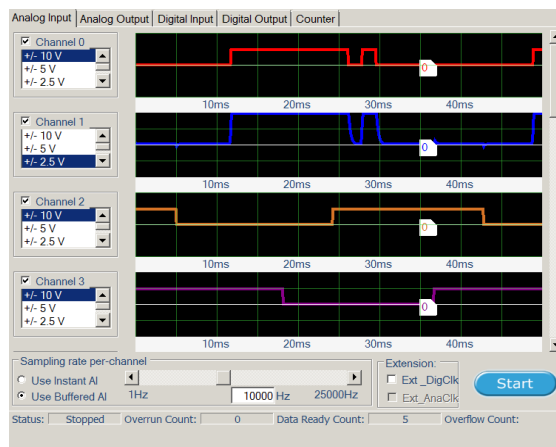 Analog Input Analog Output Digital Input Digital Output Counter
Channel 0
+/- 10 V
+/- 5 V
+/- 2.5 V
0
10ms 20ms 30ms 40ms
Channel 1
+/- 10 V
+/- 5 V
+/- 2.5 V
0
10ms 20ms 30ms 40ms
Channel 2
+/- 10 V
+/- 5 V
+/- 2.5 V
0
10ms 20ms 30ms 40ms
Channel 3
+/- 10 V
+/- 5 V
+/- 2.5 V
0
10ms 20ms 30ms 40ms
Sampling rate per-channel
Use Instant AI
Use Buffered AI
1Hz 10000 Hz 25000Hz
Extension:
Ext _DigClk
Ext_AnaClk
Start
Status: Stopped Overrun Count: 0 Data Ready Count: 5 Overflow Count: